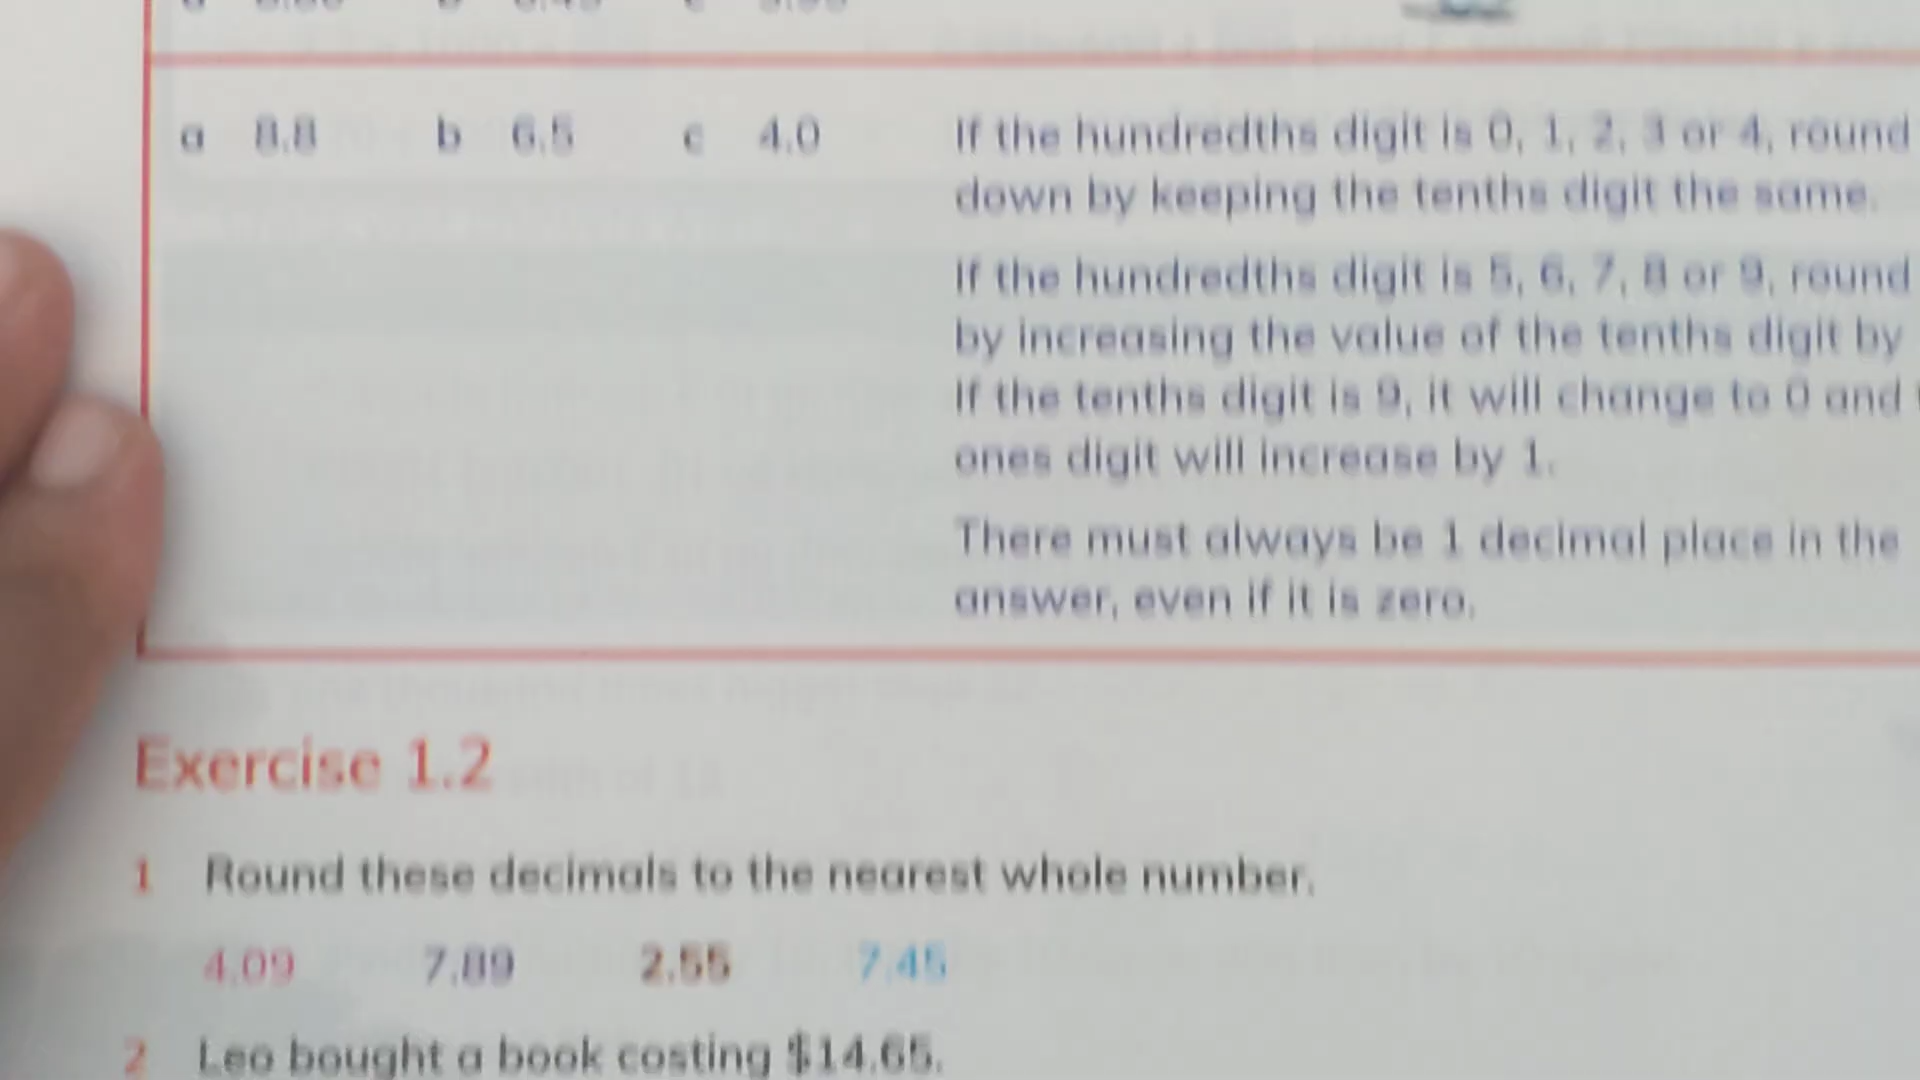 a 8.8 b 6.5 c 4.0
If the hundredths digit is 0, 1, 2, 3 or 4, round
down by keeping the tenths digit the same.
If the hundredths digit is 5, 6, 7, 8 or 9, round
by increasing the value of the tenths digit by
If the tenths digit is 9, it will change to 0 and
ones digit will increase by 1.
There must always be 1 decimal place in the
answer, even if it is zero.
Exercise 1.2
1 Round these decimals to the nearest whole number.
4.09 7.89 2.55 7.45
2 Leo bought a book costing $14.65.